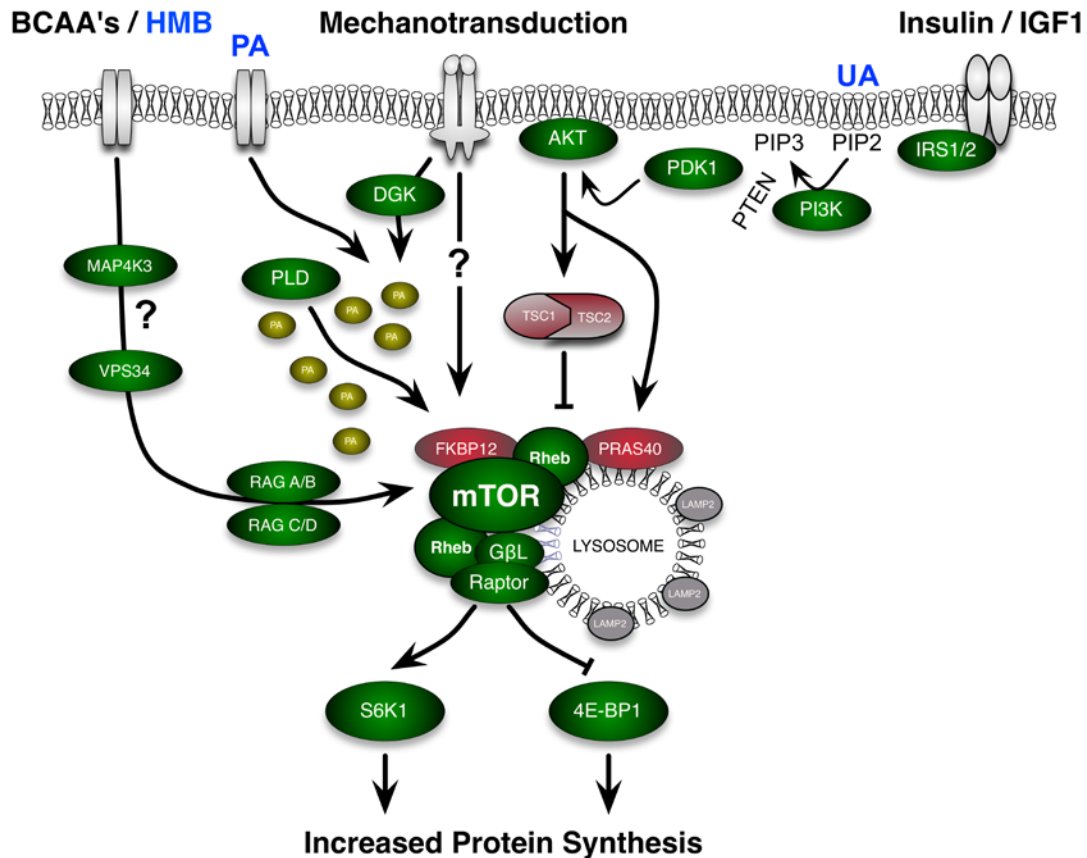 BCAA's / HMB
PA
Mechanotransduction
Insulin / IGF1
UA
AKT
PDK1
PIP3
PIP2
IRS1/2
PTEN
PI3K
DGK
MAP4K3
?
VPS34
PLD
PA
PA
PA
PA
PA
PA
PA
?
TSC1
TSC2
FKBP12
Rheb
PRAS40
mTOR
RAG A/B
RAG C/D
Rheb
GβL
Raptor
LYSOSOME
LAMP2
LAMP2
LAMP2
S6K1
4E-BP1
Increased Protein Synthesis